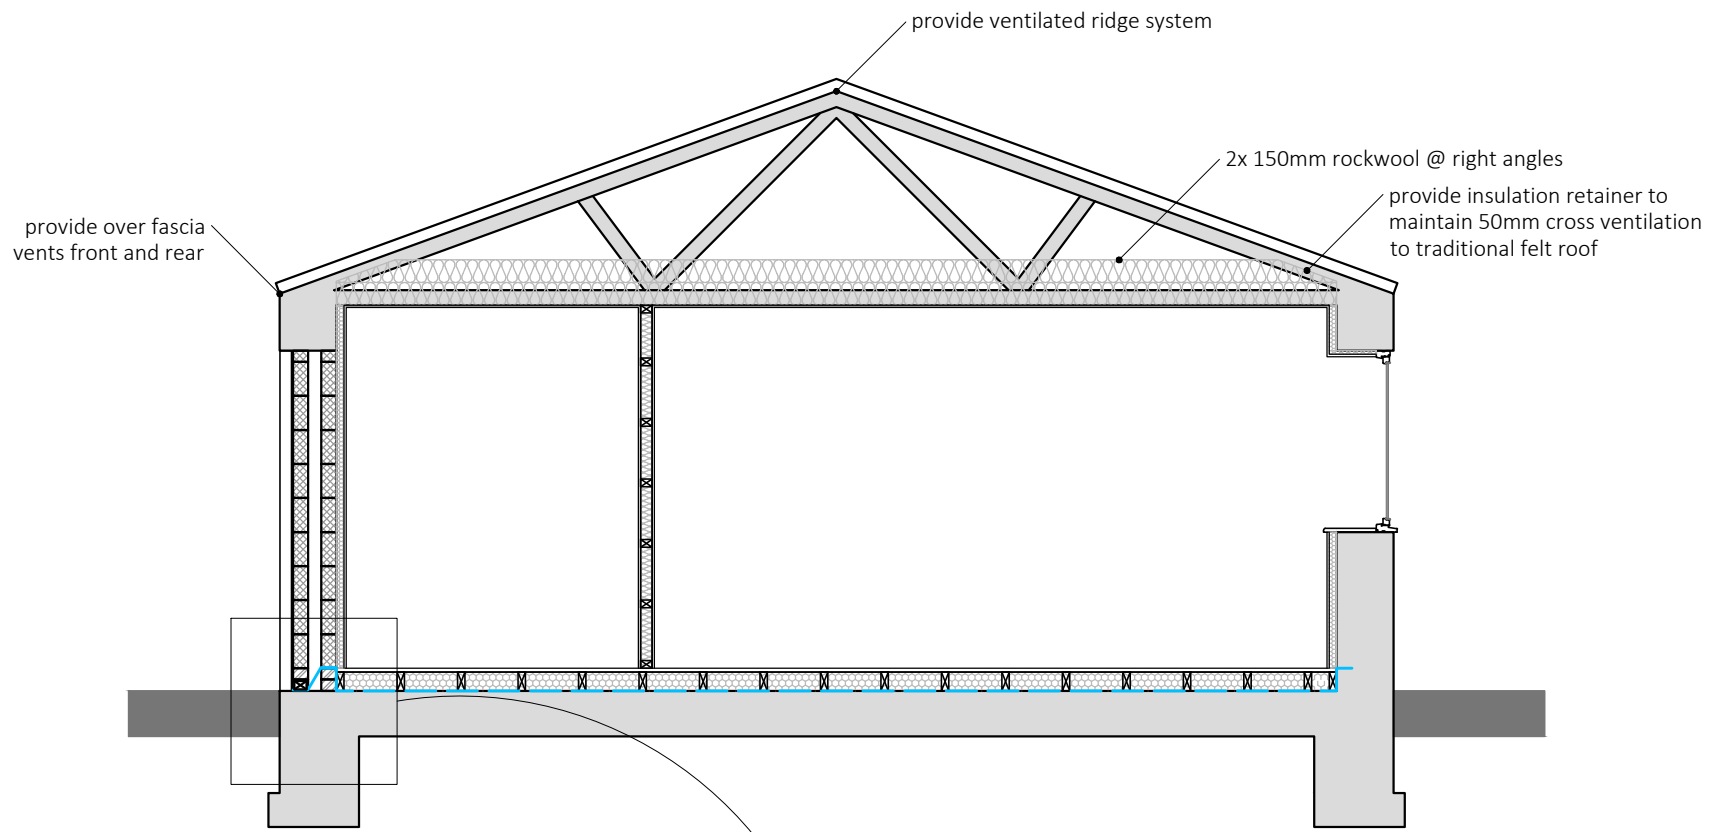 provide ventilated ridge system
2x 150mm rockwool @ right angles
provide insulation retainer to
maintain 50mm cross ventilation
to traditional felt roof
provide over fascia
vents front and rear